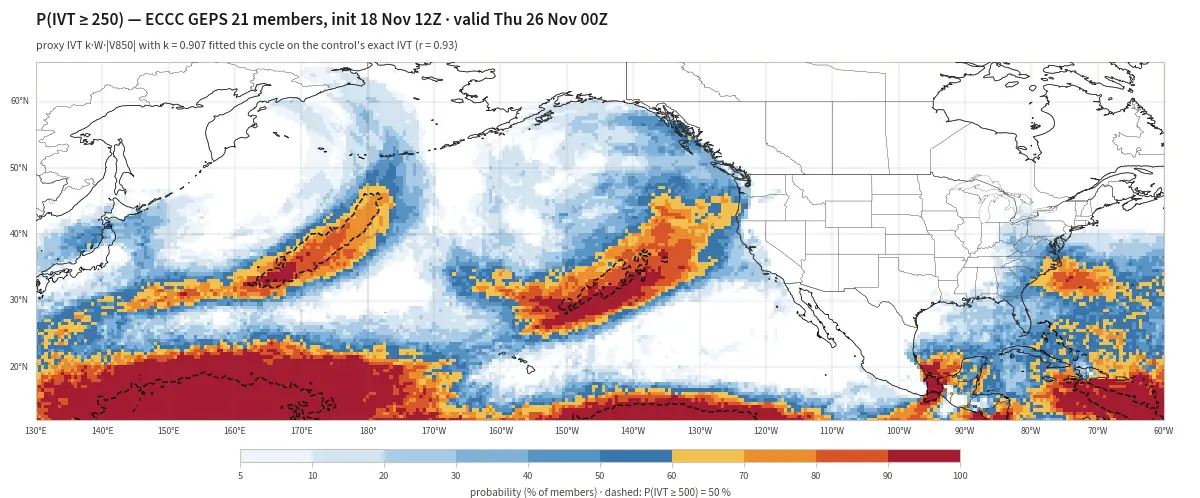 P(IVT ≥ 250) — ECCC GEPS 21 members, init 18 Nov 12Z · valid Thu 26 Nov 00Z
proxy IVT k·W·|V850| with k = 0.907 fitted this cycle on the control's exact IVT (r = 0.93)
60°N
50°N
40°N
30°N
20°N
130°E 140°E 150°E 160°E 170°E 180° 170°W 160°W 150°W 140°W 130°W 120°W 110°W 100°W 90°W 80°W 70°W 60°W
5 10 20 30 40 50 60 70 80 90 100
probability (% of members) · dashed: P(IVT ≥ 500) = 50 %